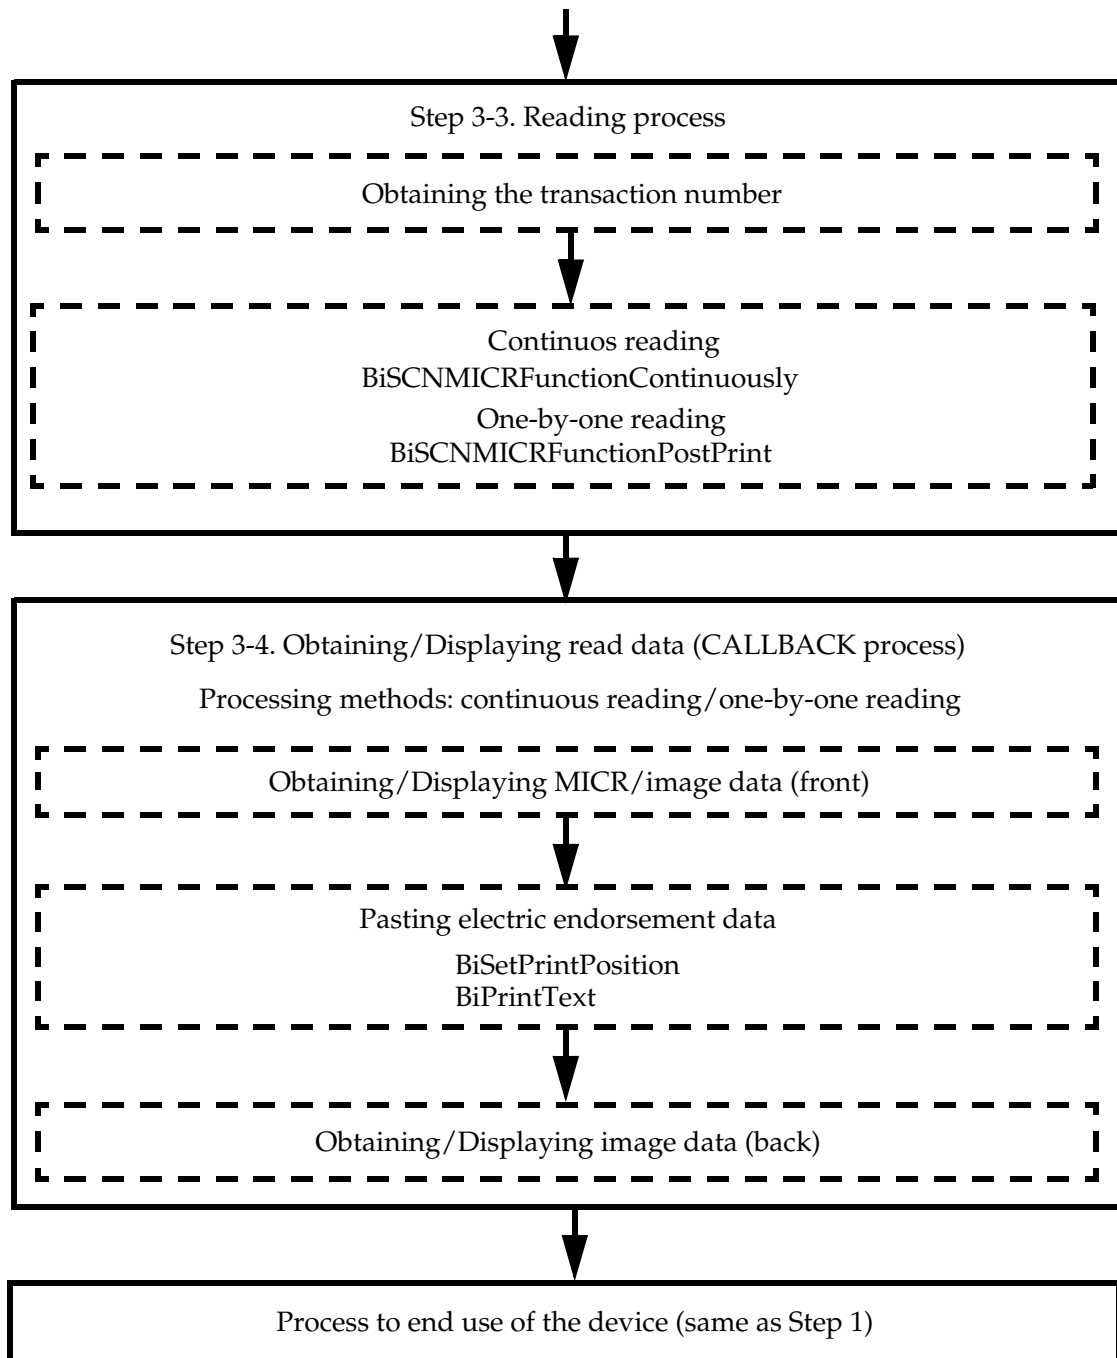 Step 3-3. Reading process
Obtaining the transaction number
Continuos reading
BiSCNMICRFunctionContinuously
One-by-one reading
BiSCNMICRFunctionPostPrint
Step 3-4. Obtaining/Displaying read data (CALLBACK process)
Processing methods: continuous reading/one-by-one reading
Obtaining/Displaying MICR/image data (front)
Pasting electric endorsement data
BiSetPrintPosition
BiPrintText
Obtaining/Displaying image data (back)
Process to end use of the device (same as Step 1)